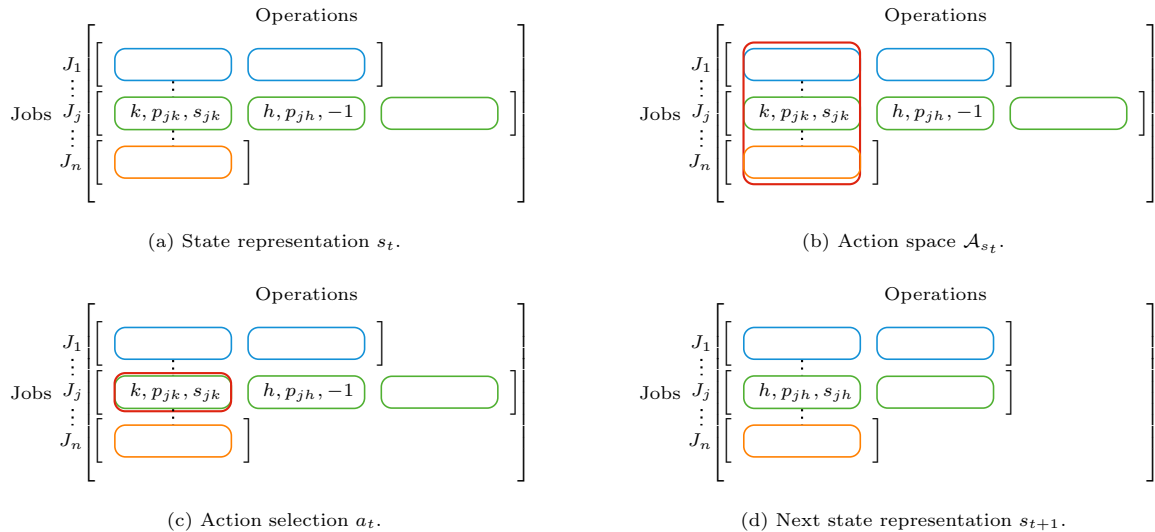 Operations
J1
⋮
Jobs Jj k, pjk, sjk h, pjh, −1
⋮
Jn
(a) State representation st.
Operations
J1
⋮
Jobs Jj k, pjk, sjk h, pjh, −1
⋮
Jn
(b) Action space 𝒜st.
Operations
J1
⋮
Jobs Jj k, pjk, sjk h, pjh, −1
⋮
Jn
(c) Action selection at.
Operations
J1
⋮
Jobs Jj h, pjh, sjh
⋮
Jn
(d) Next state representation st+1.